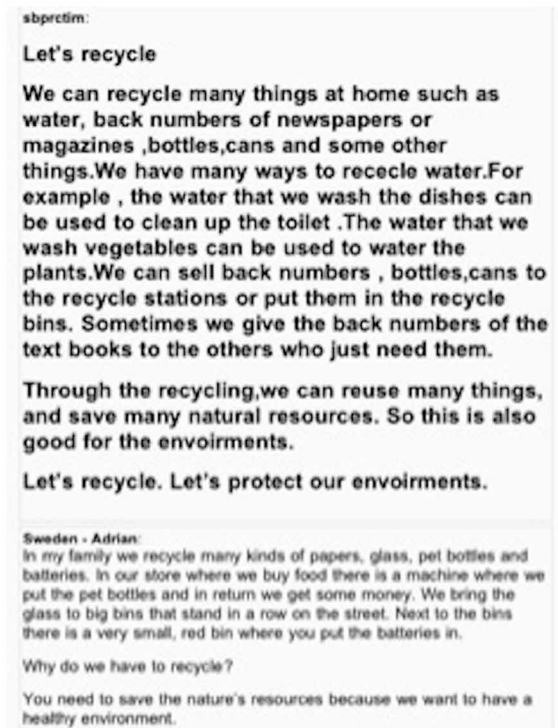 sbprctim:
Let's recycle
We can recycle many things at home such as
water, back numbers of newspapers or
magazines ,bottles,cans and some other
things.We have many ways to rececle water.For
example , the water that we wash the dishes can
be used to clean up the toilet .The water that we
wash vegetables can be used to water the
plants.We can sell back numbers , bottles,cans to
the recycle stations or put them in the recycle
bins. Sometimes we give the back numbers of the
text books to the others who just need them.
Through the recycling,we can reuse many things,
and save many natural resources. So this is also
good for the envoirments.
Let's recycle. Let's protect our envoirments.
Sweden - Adrian:
In my family we recycle many kinds of papers, glass, pet bottles and
batteries. In our store where we buy food there is a machine where we
put the pet bottles and in return we get some money. We bring the
glass to big bins that stand in a row on the street. Next to the bins
there is a very small, red bin where you put the batteries in.
Why do we have to recycle?
You need to save the nature's resources because we want to have a
healthy environment.